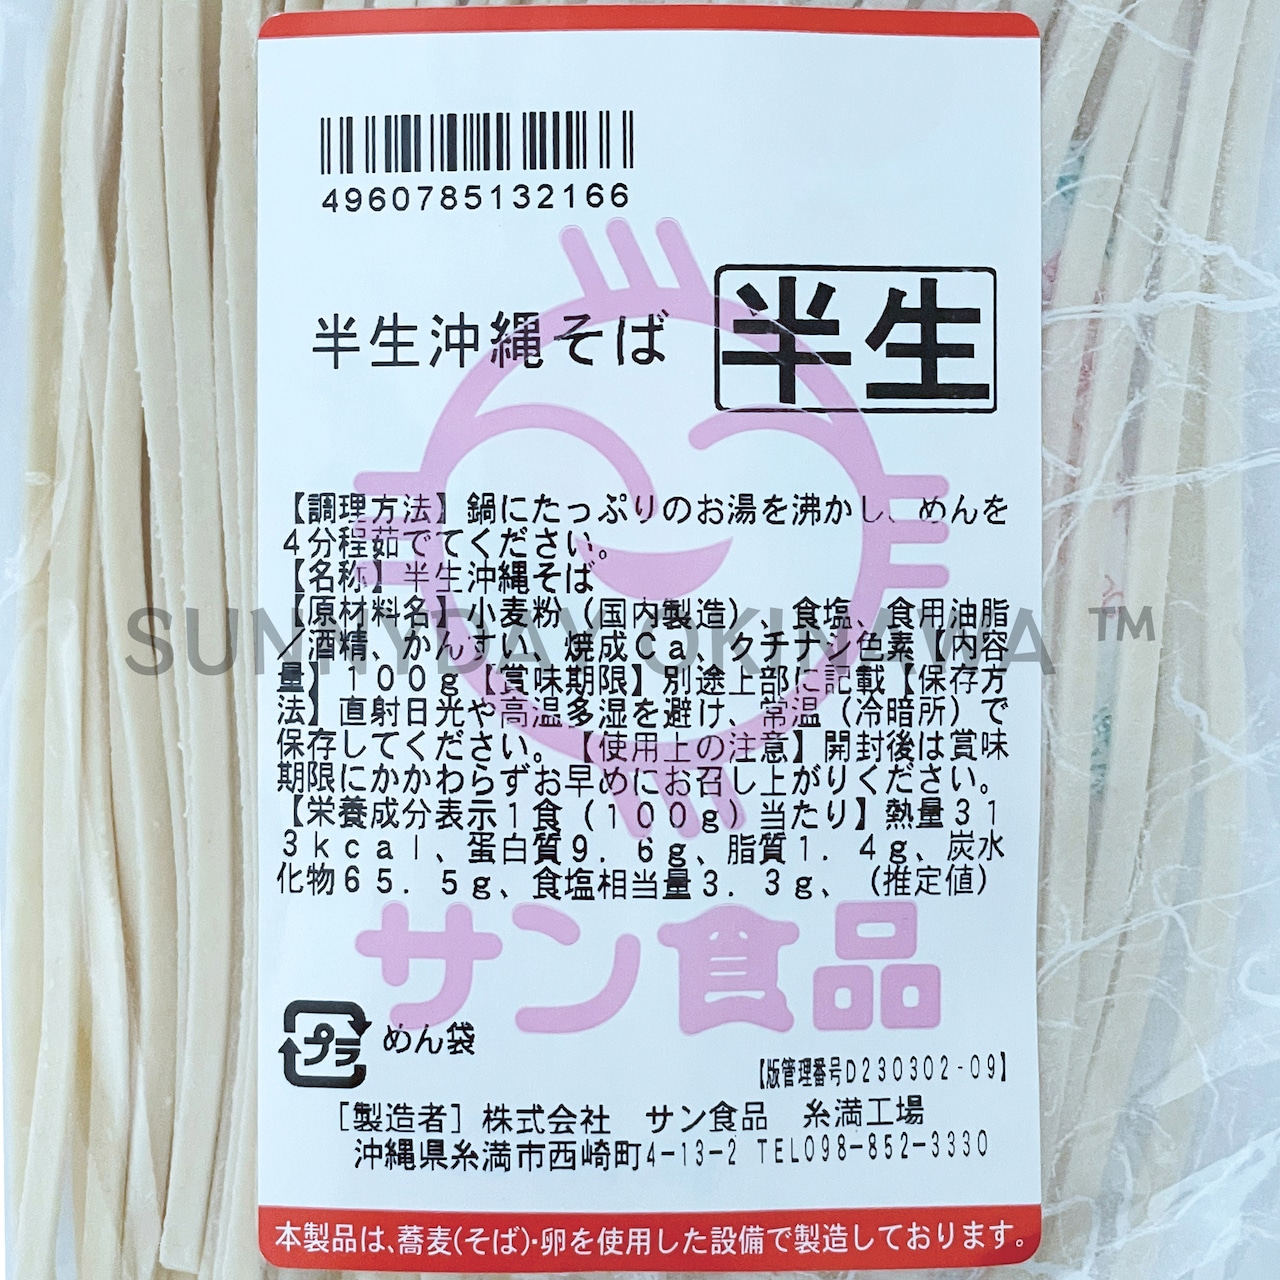 4960785132166
半生沖縄そば
半生
【調理方法】鍋にたっぷりのお湯を沸かし、めんを
4分程茹でてください。
【名称】半生沖縄そば
【原材料名】小麦粉（国内製造）、食塩、食用油脂
／酒精、かんすい、焼成Ｃａ、クチナシ色素【内容
量】１００ｇ【賞味期限】別途上部に記載【保存方
法】直射日光や高温多湿を避け、常温（冷暗所）で
保存してください。【使用上の注意】開封後は賞味
期限にかかわらずお早めにお召し上がりください。
【栄養成分表示１食（１００ｇ）当たり】熱量３１
３ｋｃａｌ、蛋白質９．６ｇ、脂質１．４ｇ、炭水
化物６５．５ｇ、食塩相当量３．３ｇ、（推定値）
SUNNYDAY OKINAWA ™
サン食品
プラ めん袋
【版管理番号D230302-09】
［製造者］株式会社 サン食品 糸満工場
沖縄県糸満市西崎町4-13-2 TEL098-852-3330
本製品は、蕎麦(そば)・卵を使用した設備で製造しております。